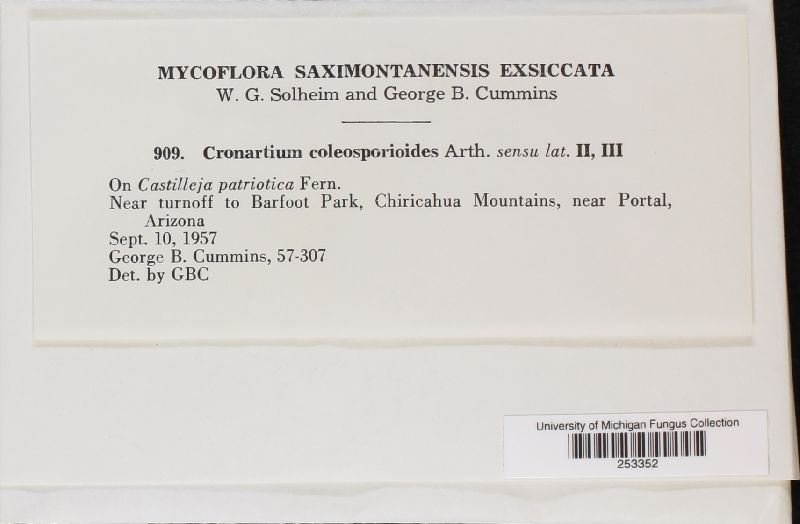 MYCOFLORA SAXIMONTANENSIS EXSICCATA
W. G. Solheim and George B. Cummins
909. Cronartium coleosporioides Arth. sensu lat. II, III
On Castilleja patriotica Fern.
Near turnoff to Barfoot Park, Chiricahua Mountains, near Portal,
Arizona
Sept. 10, 1957
George B. Cummins, 57-307
Det. by GBC
University of Michigan Fungus Collection
253352